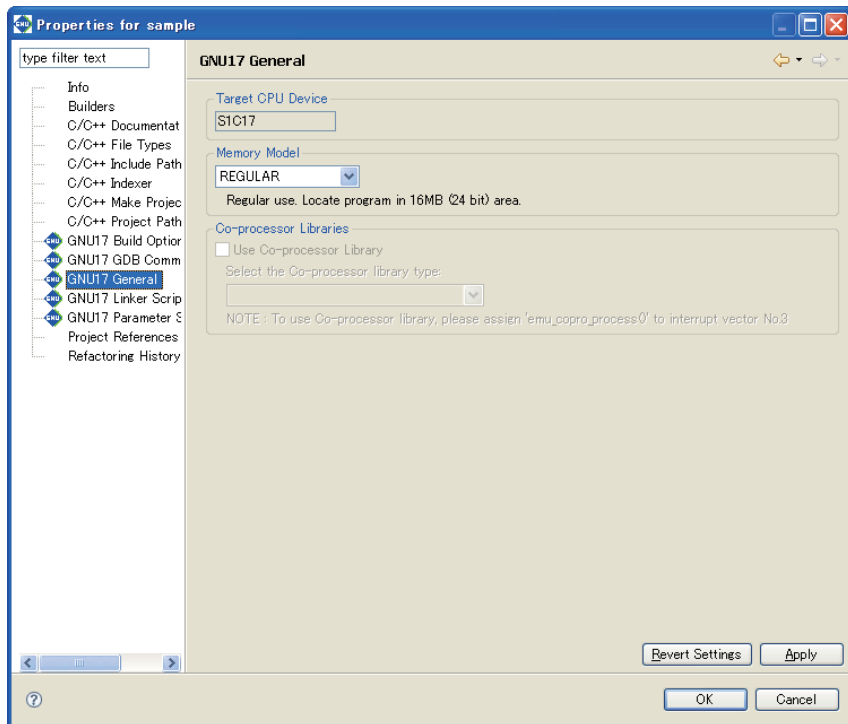 Properties for sample
type filter text
Info
Builders
C/C++ Documentat
C/C++ File Types
C/C++ Include Path
C/C++ Indexer
C/C++ Make Projec
C/C++ Project Path
GNU17 Build Option
GNU17 GDB Comm
GNU17 General
GNU17 Linker Scrip
GNU17 Parameter S
Project References
Refactoring History
GNU17 General
Target CPU Device
S1C17
Memory Model
REGULAR
Regular use. Locate program in 16MB (24 bit) area.
Co-processor Libraries
Use Co-processor Library
Select the Co-processor library type:
NOTE : To use Co-processor library, please assign 'emu_copro_process()' to interrupt vector No.3
Revert Settings
Apply
?
OK
Cancel